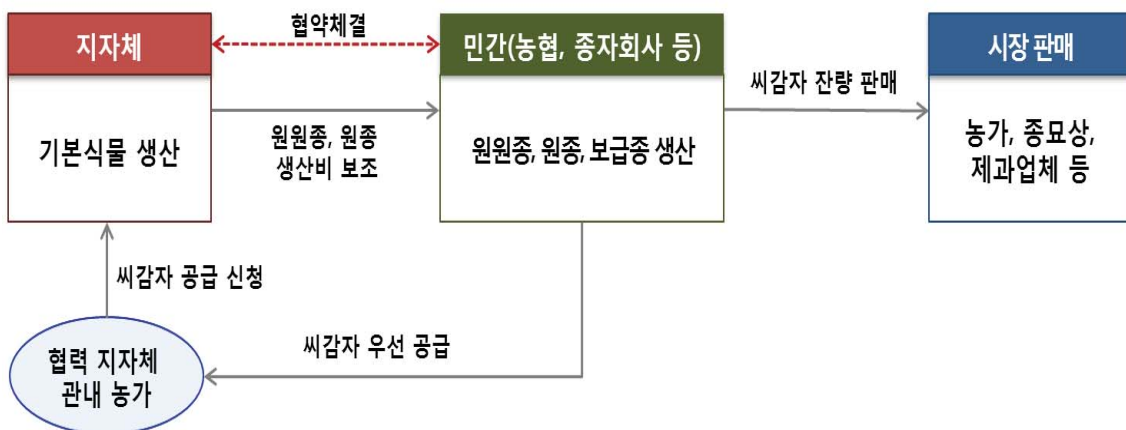 지자체
협약체결
민간(농협, 종자회사 등)
시장 판매
기본식물 생산
원원종, 원종
생산비 보조
원원종, 원종, 보급종 생산
씨감자 잔량 판매
농가, 종묘상,
제과업체 등
씨감자 공급 신청
씨감자 우선 공급
협력 지자체
관내 농가